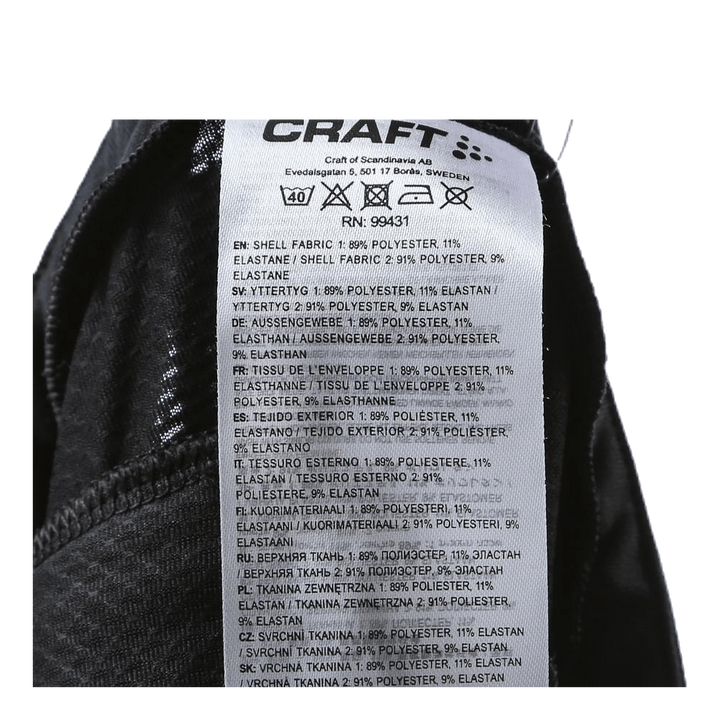 CRAFT
Craft of Scandinavia AB
Evedalsgatan 5, 501 17 Borås, SWEDEN
40
RN: 99431
EN: SHELL FABRIC 1: 89% POLYESTER, 11%
ELASTANE / SHELL FABRIC 2: 91% POLYESTER, 9%
ELASTANE
SV: YTTERTYG 1: 89% POLYESTER, 11% ELASTAN /
YTTERTYG 2: 91% POLYESTER, 9% ELASTAN
DE: AUSSENGEWEBE 1: 89% POLYESTER, 11%
ELASTHAN / AUSSENGEWEBE 2: 91% POLYESTER,
9% ELASTHAN
FR: TISSU DE L'ENVELOPPE 1: 89% POLYESTER, 11%
ELASTHANNE / TISSU DE L'ENVELOPPE 2: 91%
POLYESTER, 9% ELASTHANNE
ES: TEJIDO EXTERIOR 1: 89% POLIÉSTER, 11%
ELASTANO / TEJIDO EXTERIOR 2: 91% POLIÉSTER,
9% ELASTANO
IT: TESSURO ESTERNO 1: 89% POLIESTERE, 11%
ELASTAN / TESSURO ESTERNO 2: 91%
POLIESTERE, 9% ELASTAN
FI: KUORIMATERIAALI 1: 89% POLYESTERI, 11%
ELASTAANI / KUORIMATERIAALI 2: 91% POLYESTERI, 9%
ELASTAANI
RU: ВЕРХНЯЯ ТКАНЬ 1: 89% ПОЛИЭСТЕР, 11% ЭЛАСТАН
/ ВЕРХНЯЯ ТКАНЬ 2: 91% ПОЛИЭСТЕР, 9% ЭЛАСТАН
PL: TKANINA ZEWNĘTRZNA 1: 89% POLIESTER, 11%
ELASTAN / TKANINA ZEWNĘTRZNA 2: 91% POLIESTER,
9% ELASTAN
CZ: SVRCHNÍ TKANINA 1: 89% POLYESTER, 11% ELASTAN
/ SVRCHNÍ TKANINA 2: 91% POLYESTER, 9% ELASTAN
SK: VRCHNÁ TKANINA 1: 89% POLYESTER, 11% ELASTAN
/ VRCHNÁ TKANINA 2: 91% POLYESTER, 9% ELASTAN